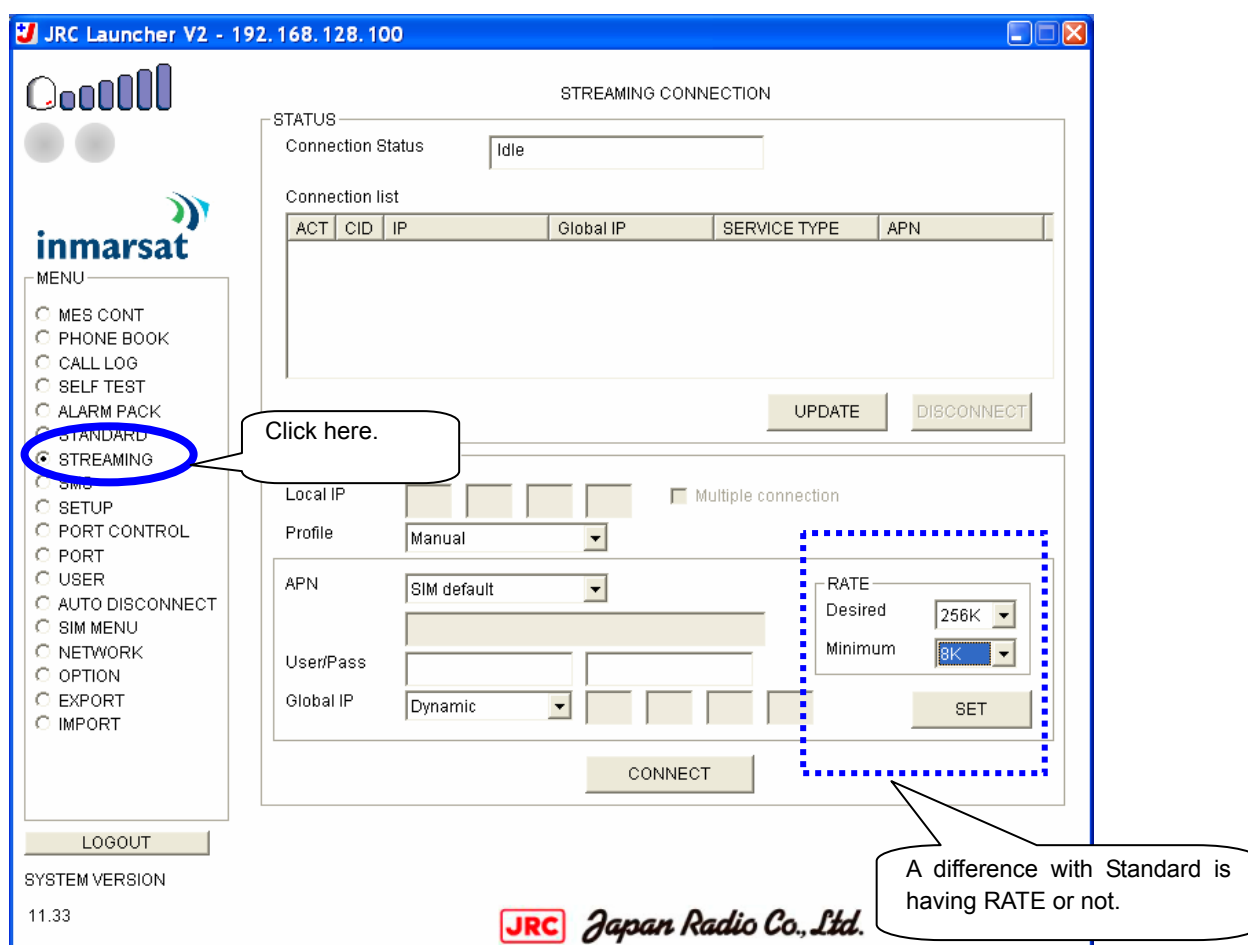 JRC Launcher V2 - 192.168.128.100
inmarsat
MENU
MES CONT
PHONE BOOK
CALL LOG
SELF TEST
ALARM PACK
STANDARD
STREAMING
SMS
SETUP
PORT CONTROL
PORT
USER
AUTO DISCONNECT
SIM MENU
NETWORK
OPTION
EXPORT
IMPORT
LOGOUT
SYSTEM VERSION
11.33
STREAMING CONNECTION
STATUS
Connection Status Idle
Connection list
ACT CID IP Global IP SERVICE TYPE APN
UPDATE DISCONNECT
Click here.
Local IP Multiple connection
Profile Manual
APN SIM default
User/Pass
Global IP Dynamic
RATE
Desired 256K
Minimum 8K
SET
CONNECT
A difference with Standard is
having RATE or not.
JRC Japan Radio Co., Ltd.